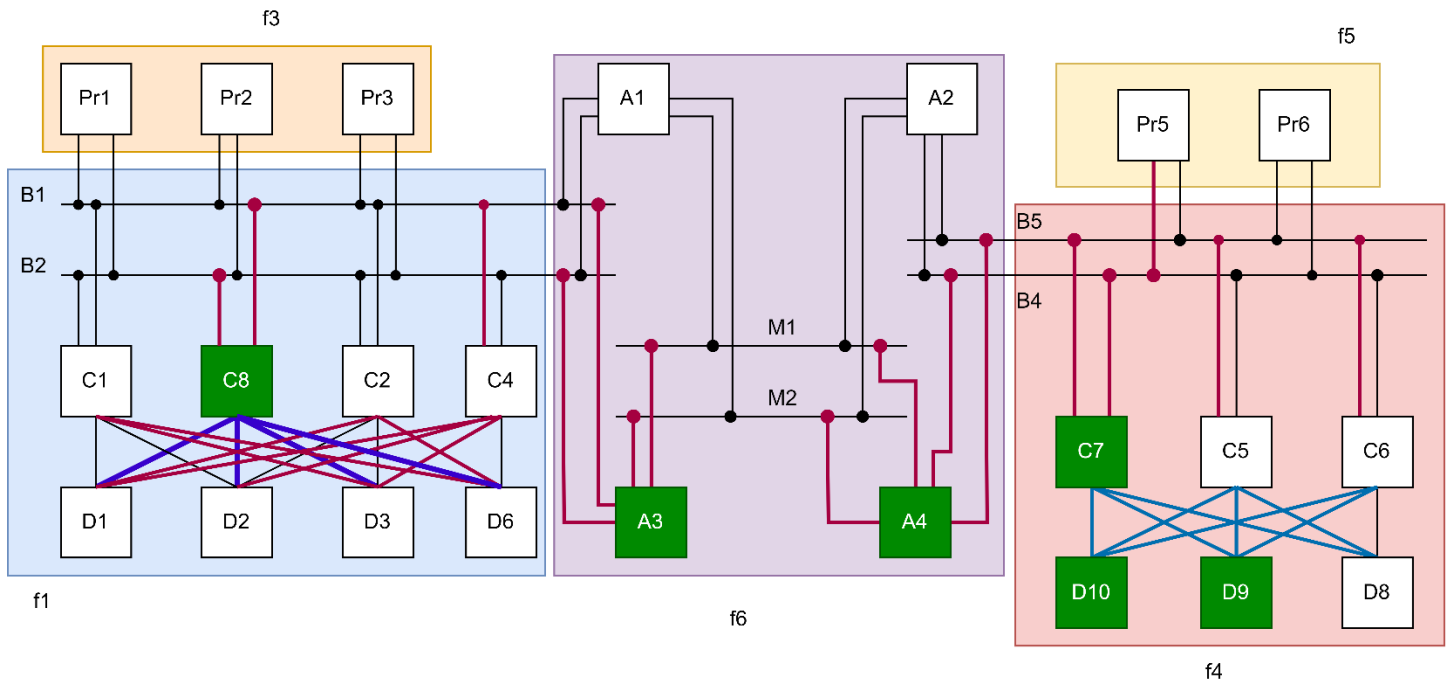 f3
f5
Pr1 Pr2 Pr3 A1 A2
Pr5 Pr6
B1
B5
B2
B4
M1
C1 C8 C2 C4
M2
C7 C5 C6
D1 D2 D3 D6 A3 A4
D10 D9 D8
f1
f6
f4